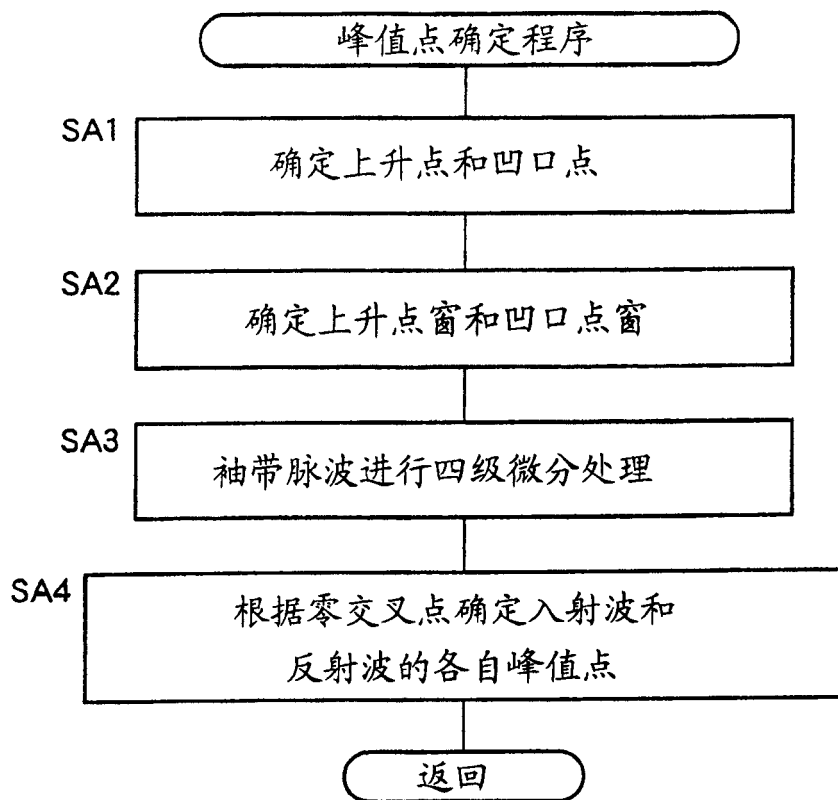 峰值点确定程序
SA1
确定上升点和凹口点
SA2
确定上升点窗和凹口点窗
SA3
袖带脉波进行四级微分处理
SA4
根据零交叉点确定入射波和
反射波的各自峰值点
返回